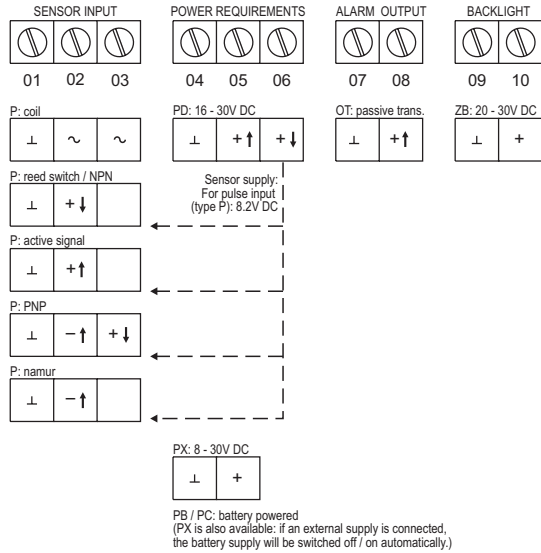 SENSOR INPUT POWER REQUIREMENTS ALARM OUTPUT BACKLIGHT
01 02 03 04 05 06 07 08 09 10
P: coil PD: 16 - 30V DC OT: passive trans. ZB: 20 - 30V DC
⊥ ~ ~ ⊥ +↑ +↓ ⊥ +↑ ⊥ +
P: reed switch / NPN
⊥ +↓
Sensor supply:
For pulse input
(type P): 8.2V DC
P: active signal
⊥ +↑
P: PNP
⊥ −↑ +↓
P: namur
⊥ −↑
PX: 8 - 30V DC
⊥ +
PB / PC: battery powered
(PX is also available: if an external supply is connected,
the battery supply will be switched off / on automatically.)